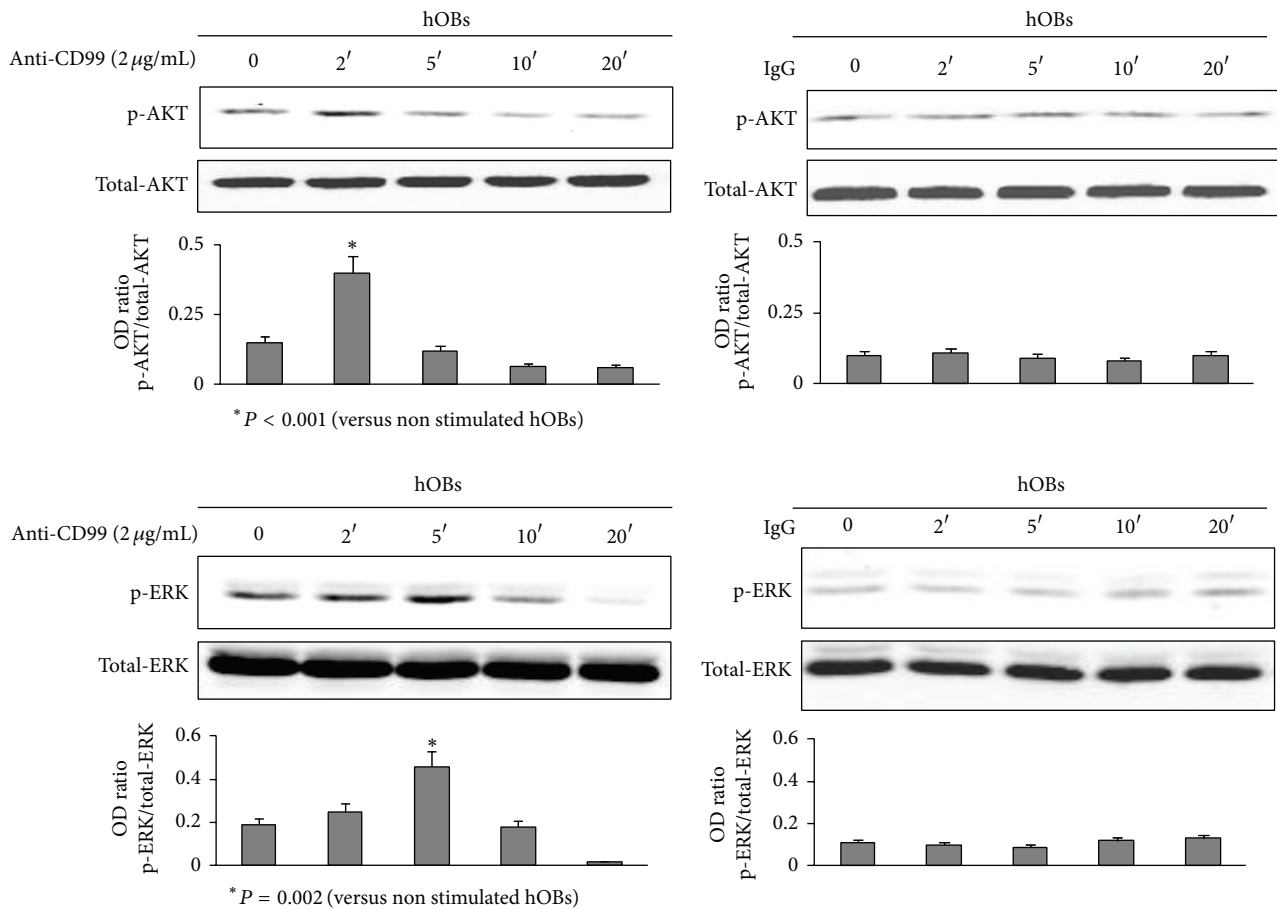 hOBs
Anti-CD99 (2 μg/mL) 0 2′ 5′ 10′ 20′
p-AKT
Total-AKT
OD ratio
p-AKT/total-AKT
0.5
0.25
0
*
* P < 0.001 (versus non stimulated hOBs)
hOBs
IgG 0 2′ 5′ 10′ 20′
p-AKT
Total-AKT
OD ratio
p-AKT/total-AKT
0.5
0.25
0
hOBs
Anti-CD99 (2 μg/mL) 0 2′ 5′ 10′ 20′
p-ERK
Total-ERK
OD ratio
p-ERK/total-ERK
0.6
0.4
0.2
0
*
* P = 0.002 (versus non stimulated hOBs)
hOBs
IgG 0 2′ 5′ 10′ 20′
p-ERK
Total-ERK
OD ratio
p-ERK/total-ERK
0.6
0.4
0.2
0